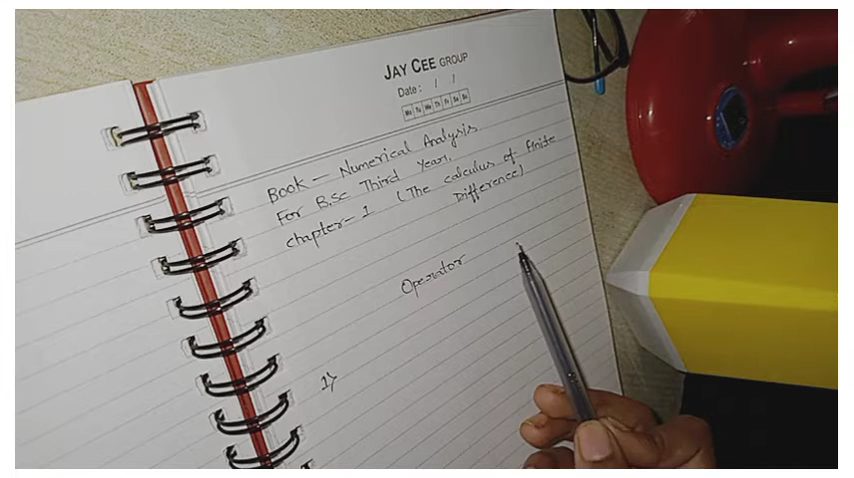 JAY CEE GROUP
Date : / /
Mo Tu We Th Fr Sa Su
Book - Numerical Analysis
For B.Sc Third Year.
Chapter- 1 (The Calculus of Finite
Difference)
Operator
1)